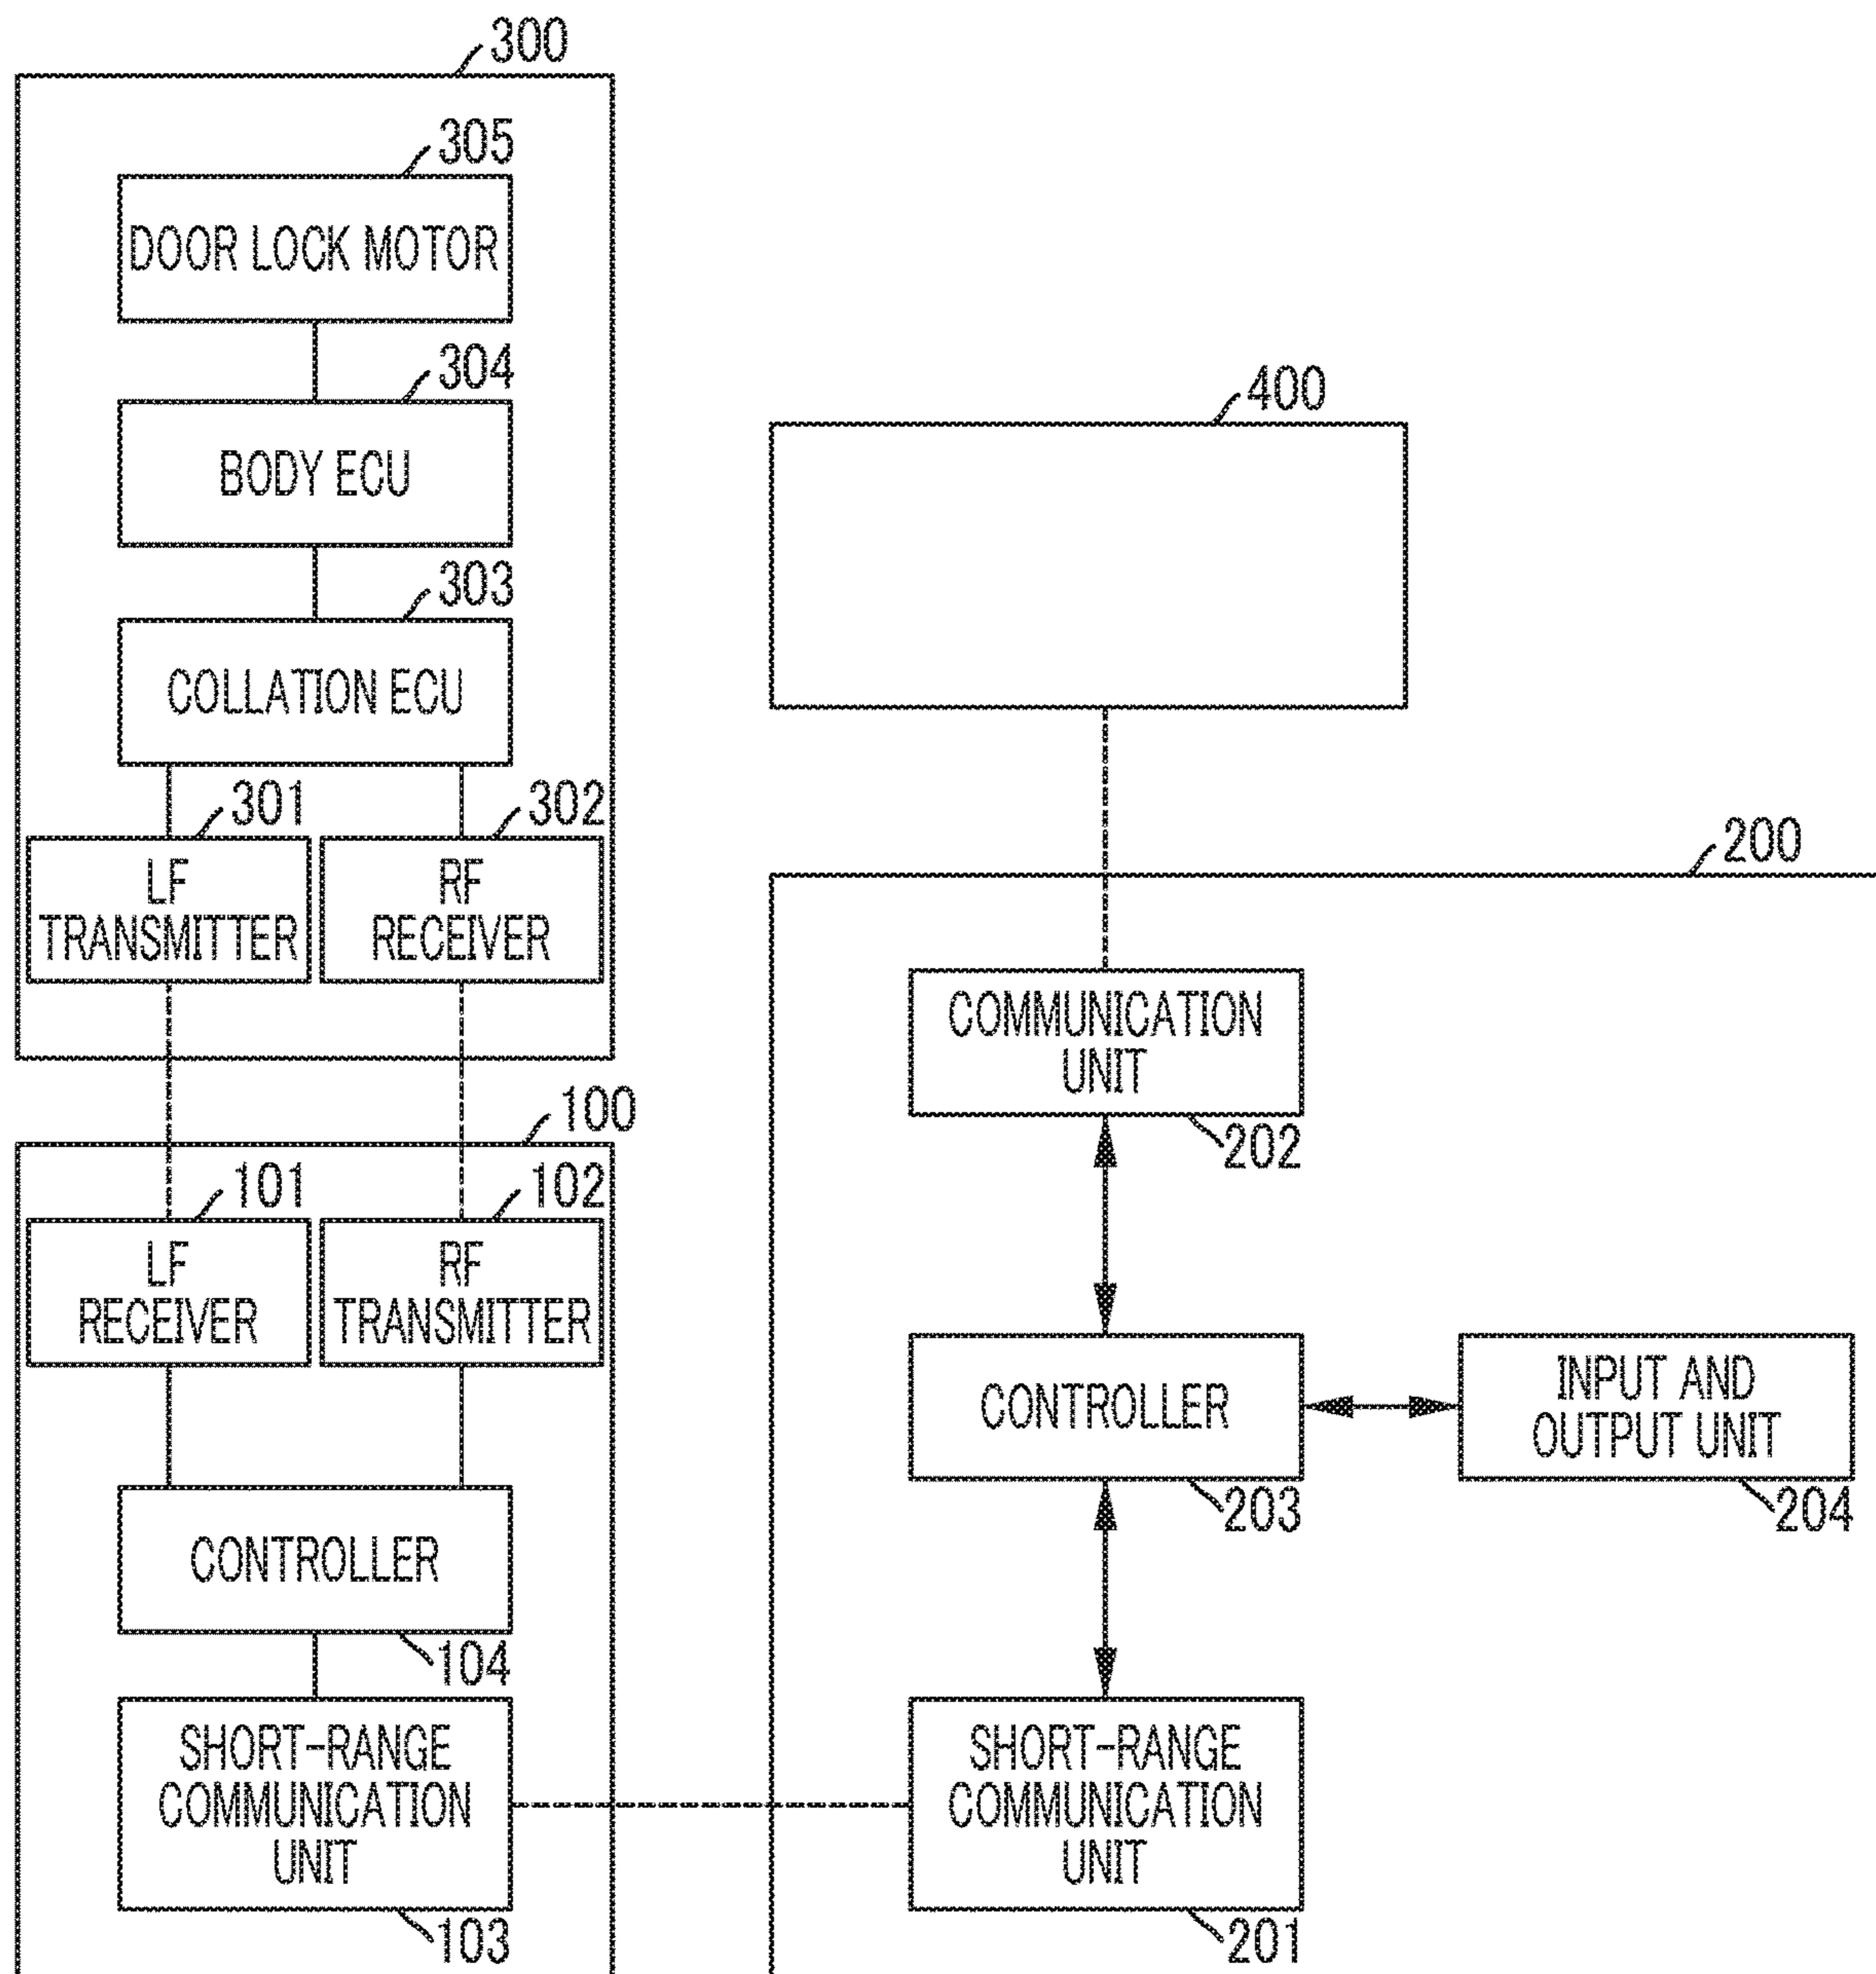 300
305
DOOR LOCK MOTOR
304
BODY ECU
303
COLLATION ECU
301
302
LF
TRANSMITTER
RF
RECEIVER
100
101
102
LF
RECEIVER
RF
TRANSMITTER
CONTROLLER
104
SHORT-RANGE
COMMUNICATION
UNIT
103
400
200
COMMUNICATION
UNIT
202
CONTROLLER
203
INPUT AND
OUTPUT UNIT
204
SHORT-RANGE
COMMUNICATION
UNIT
201